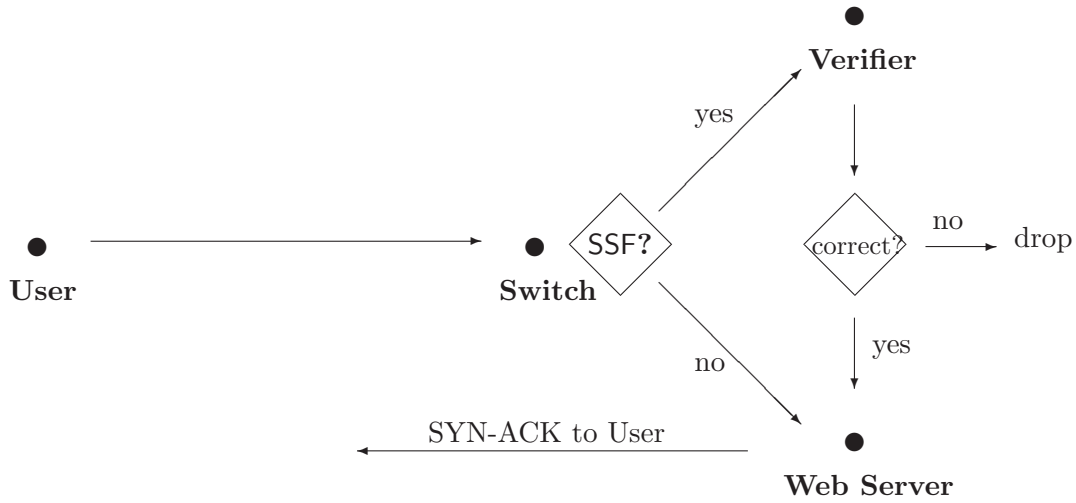 Verifier
yes
SSF?
correct?
no
drop
User
Switch
no
yes
SYN-ACK to User
Web Server